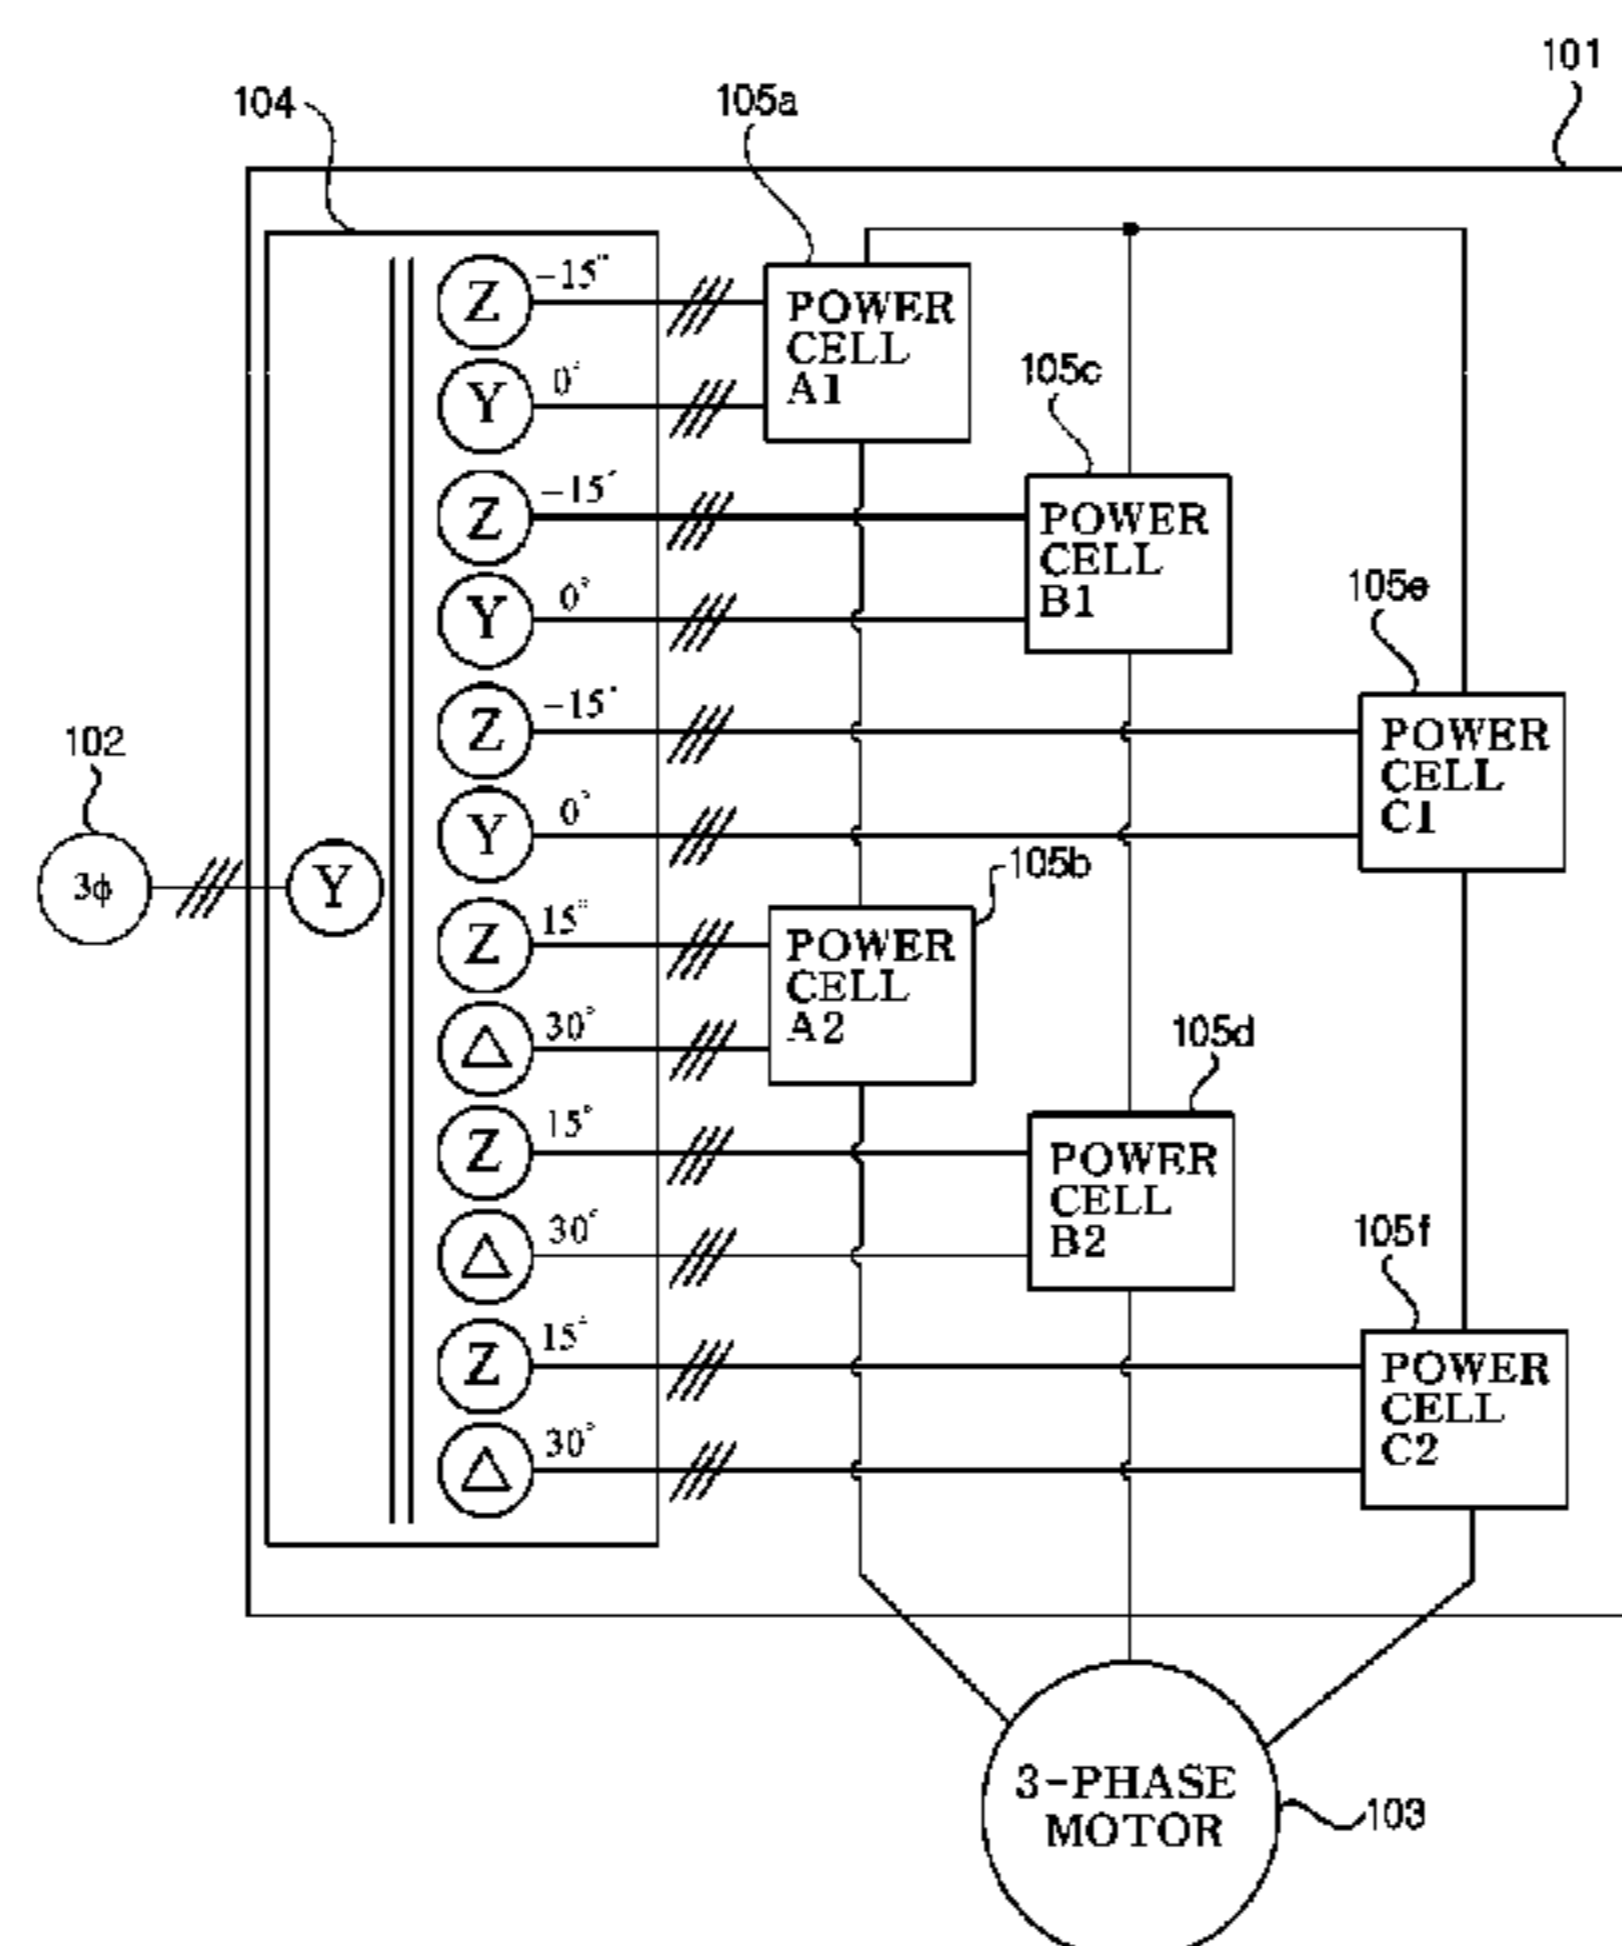 101
104
105a
Z
-15°
POWER
CELL
A1
Y
0°
105c
Z
-15°
POWER
CELL
B1
Y
0°
105e
Z
-15°
POWER
CELL
C1
102
Y
0°
3ϕ
Y
105b
Z
15°
POWER
CELL
A2
Δ
30°
105d
Z
15°
POWER
CELL
B2
Δ
30°
105f
Z
15°
POWER
CELL
C2
Δ
30°
3-PHASE
MOTOR
103